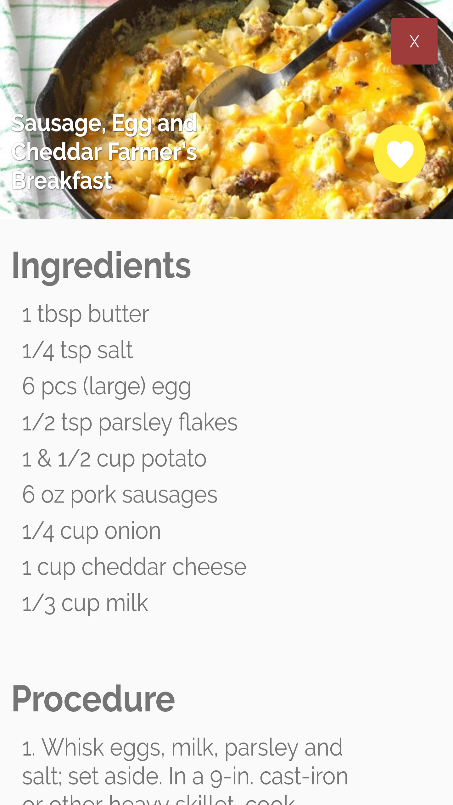 X
Sausage, Egg and
Cheddar Farmer's
Breakfast
Ingredients
1 tbsp butter
1/4 tsp salt
6 pcs (large) egg
1/2 tsp parsley flakes
1 & 1/2 cup potato
6 oz pork sausages
1/4 cup onion
1 cup cheddar cheese
1/3 cup milk
Procedure
1. Whisk eggs, milk, parsley and
salt; set aside. In a 9-in. cast-iron
or other heavy skillet, cook